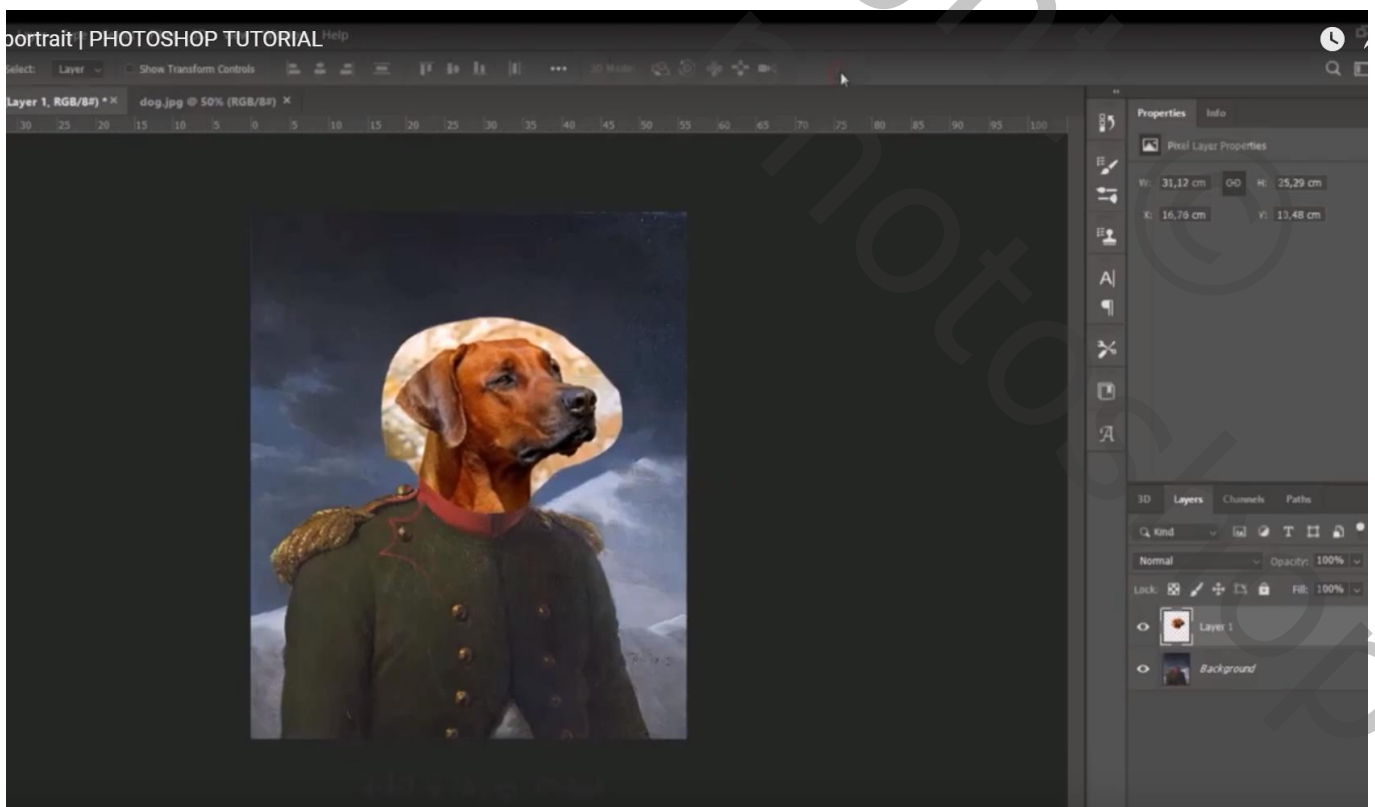 portrait | PHOTOSHOP TUTORIAL Help
Select: Layer Show Transform Controls 3D Mode
Layer 1, RGB/8#) * × dog.jpg @ 50% (RGB/8#) ×
30 25 20 15 10 5 0 5 10 15 20 25 30 35 40 45 50 55 60 65 70 75 80 85 90 95 100
Properties Info
Pixel Layer Properties
W: 31,12 cm H: 25,29 cm
X: 16,76 cm Y: 13,48 cm
3D Layers Channels Paths
Kind
Normal Opacity: 100%
Lock: Fill: 100%
Layer 1
Background
photoshop
©